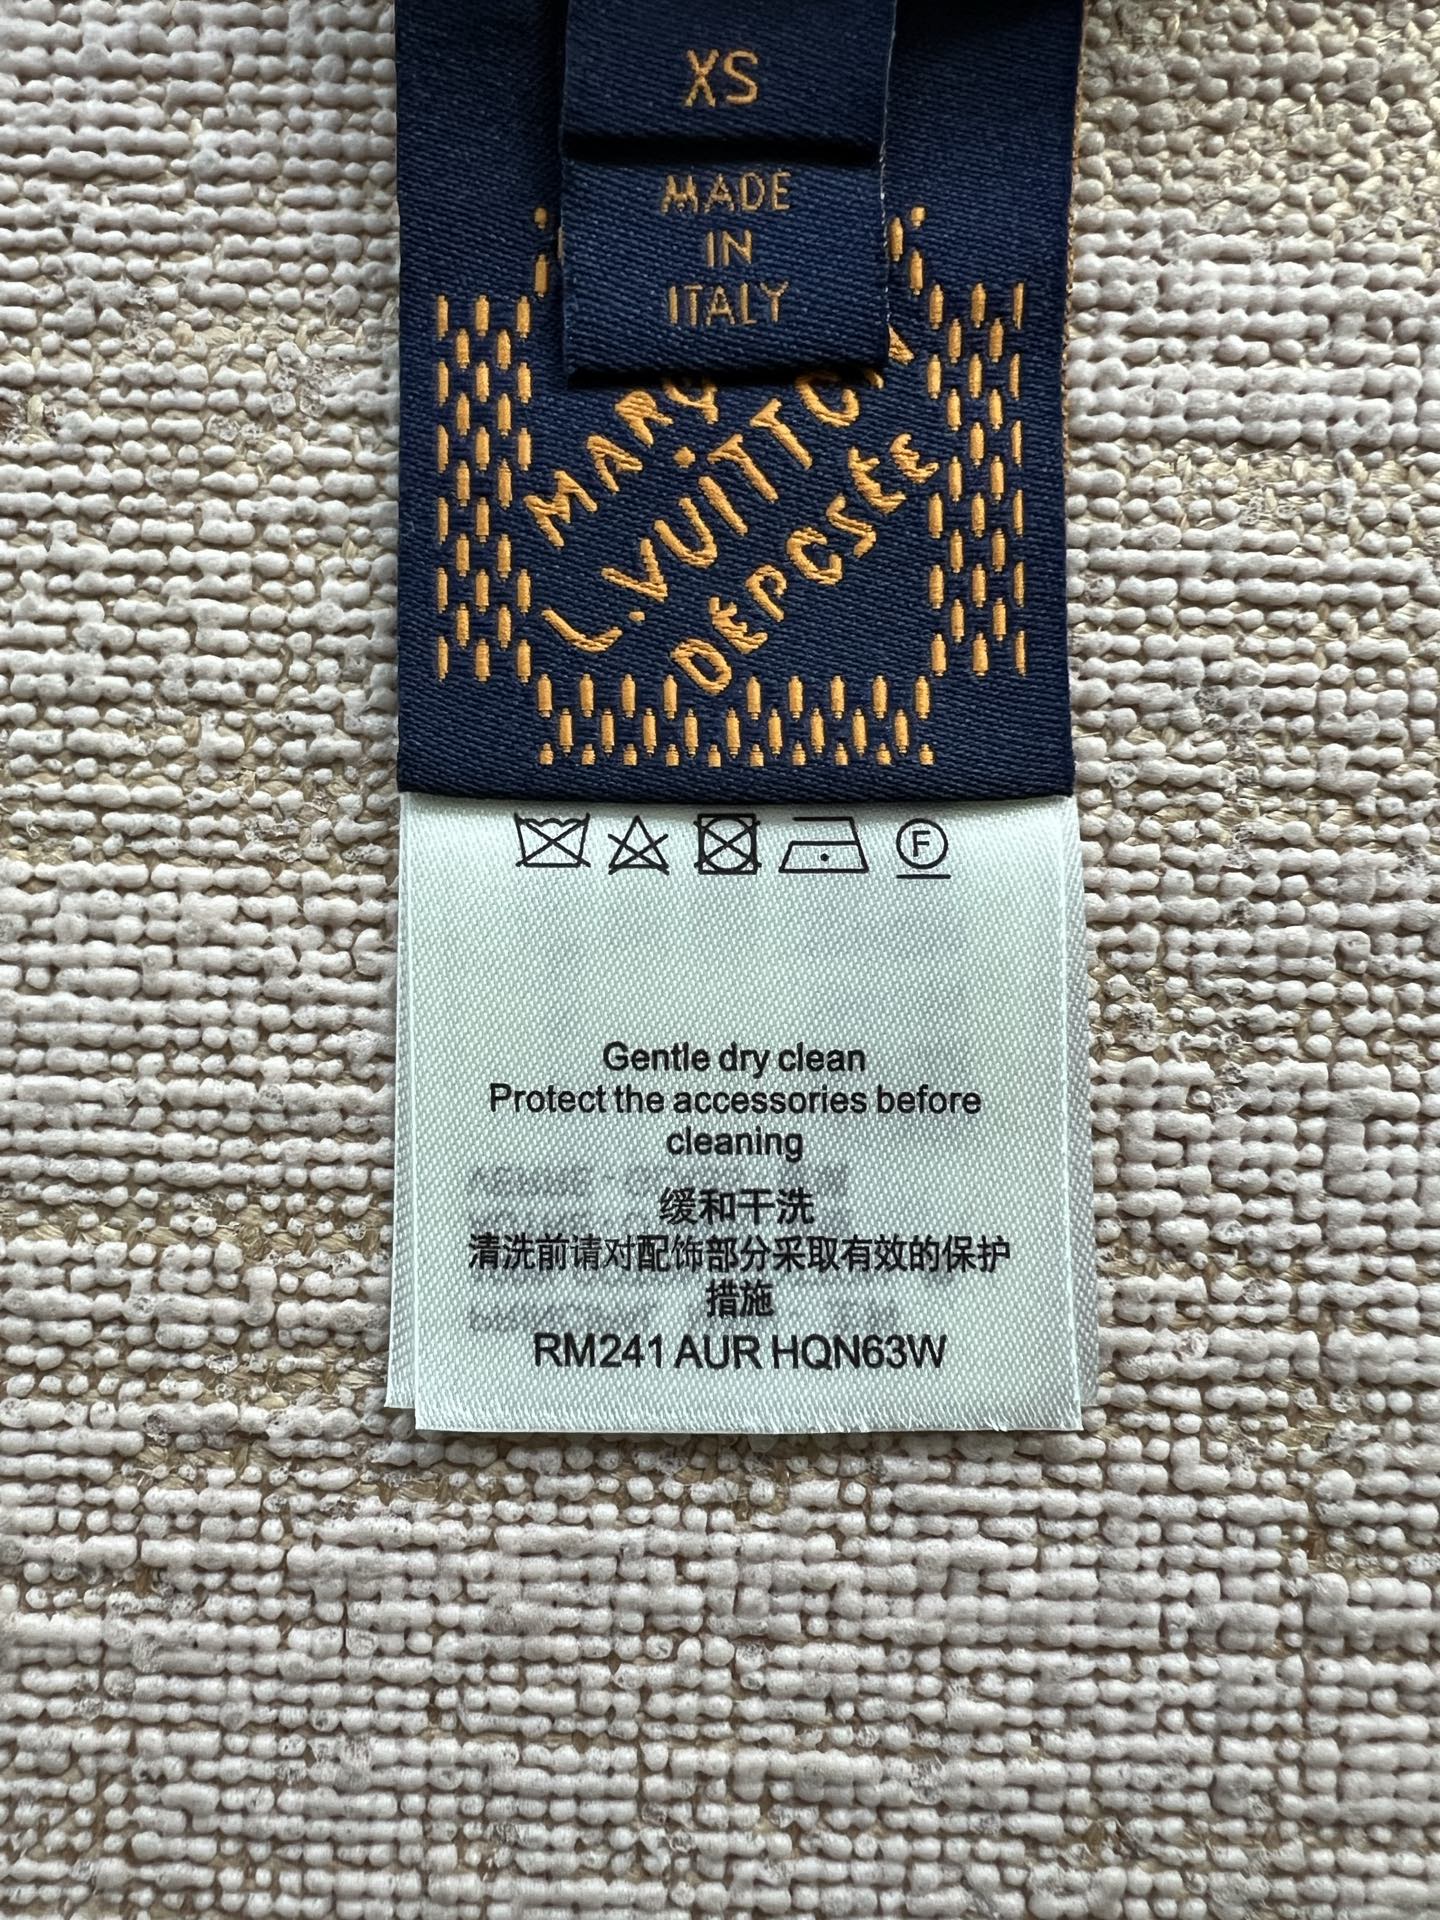 XS
MADE
IN
ITALY
L.VUITTON
DEPOSÉE
F
Gentle dry clean
Protect the accessories before
cleaning
缓和干洗
清洗前请对配饰部分采取有效的保护
措施
RM241 AUR HQN63W